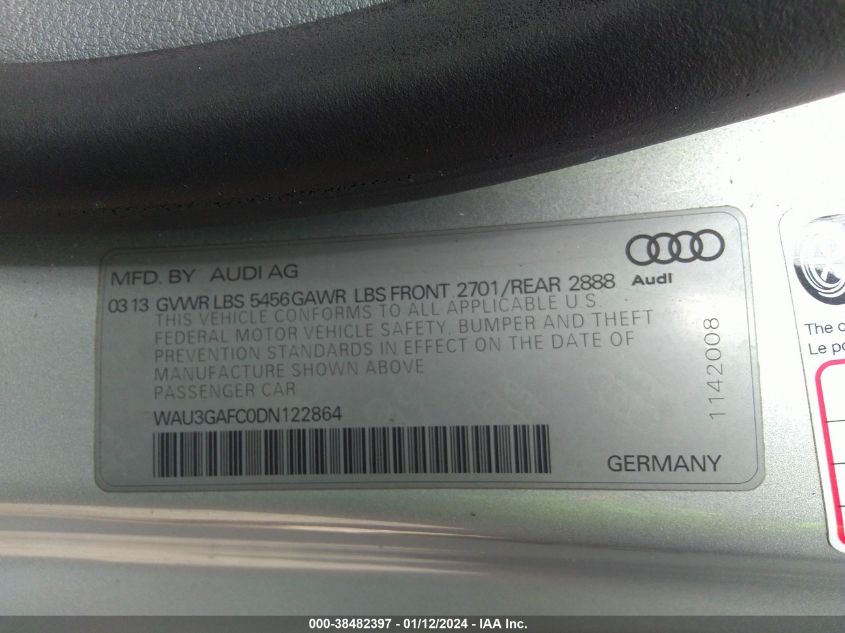 MFD. BY AUDI AG
Audi
03 13 GVWR LBS 5456 GAWR LBS FRONT 2701/REAR 2888
THIS VEHICLE CONFORMS TO ALL APPLICABLE U.S.
FEDERAL MOTOR VEHICLE SAFETY, BUMPER AND THEFT
PREVENTION STANDARDS IN EFFECT ON THE DATE OF
MANUFACTURE SHOWN ABOVE
PASSENGER CAR
WAU3GAFC0DN122864
GERMANY
1142008
The c
Le po
000-38482397 - 01/12/2024 - IAA Inc.